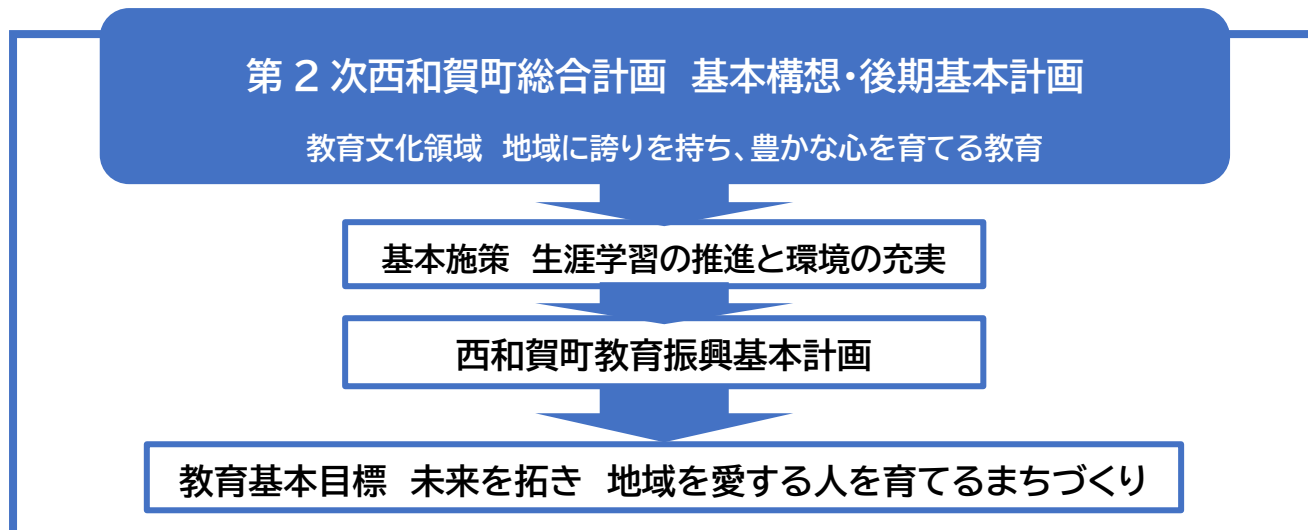 第２次西和賀町総合計画 基本構想・後期基本計画
教育文化領域 地域に誇りを持ち、豊かな心を育てる教育
基本施策 生涯学習の推進と環境の充実
西和賀町教育振興基本計画
教育基本目標 未来を拓き 地域を愛する人を育てるまちづくり